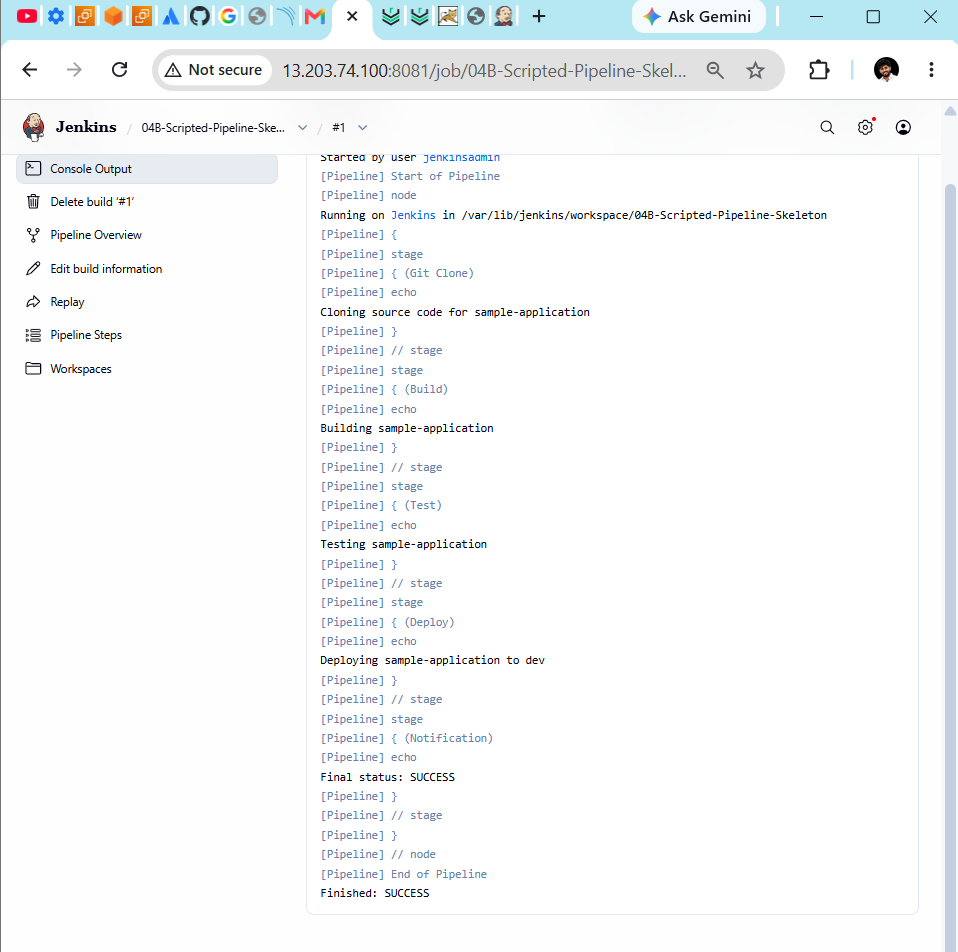 Ask Gemini
Not secure
13.203.74.100:8081/job/04B-Scripted-Pipeline-Skel...
Jenkins / 04B-Scripted-Pipeline-Ske... / #1
Console Output
Delete build '#1'
Pipeline Overview
Edit build information
Replay
Pipeline Steps
Workspaces
Started by user jenkinsadmin
[Pipeline] Start of Pipeline
[Pipeline] node
Running on Jenkins in /var/lib/jenkins/workspace/04B-Scripted-Pipeline-Skeleton
[Pipeline] {
[Pipeline] stage
[Pipeline] { (Git Clone)
[Pipeline] echo
Cloning source code for sample-application
[Pipeline] }
[Pipeline] // stage
[Pipeline] stage
[Pipeline] { (Build)
[Pipeline] echo
Building sample-application
[Pipeline] }
[Pipeline] // stage
[Pipeline] stage
[Pipeline] { (Test)
[Pipeline] echo
Testing sample-application
[Pipeline] }
[Pipeline] // stage
[Pipeline] stage
[Pipeline] { (Deploy)
[Pipeline] echo
Deploying sample-application to dev
[Pipeline] }
[Pipeline] // stage
[Pipeline] stage
[Pipeline] { (Notification)
[Pipeline] echo
Final status: SUCCESS
[Pipeline] }
[Pipeline] // stage
[Pipeline] }
[Pipeline] // node
[Pipeline] End of Pipeline
Finished: SUCCESS